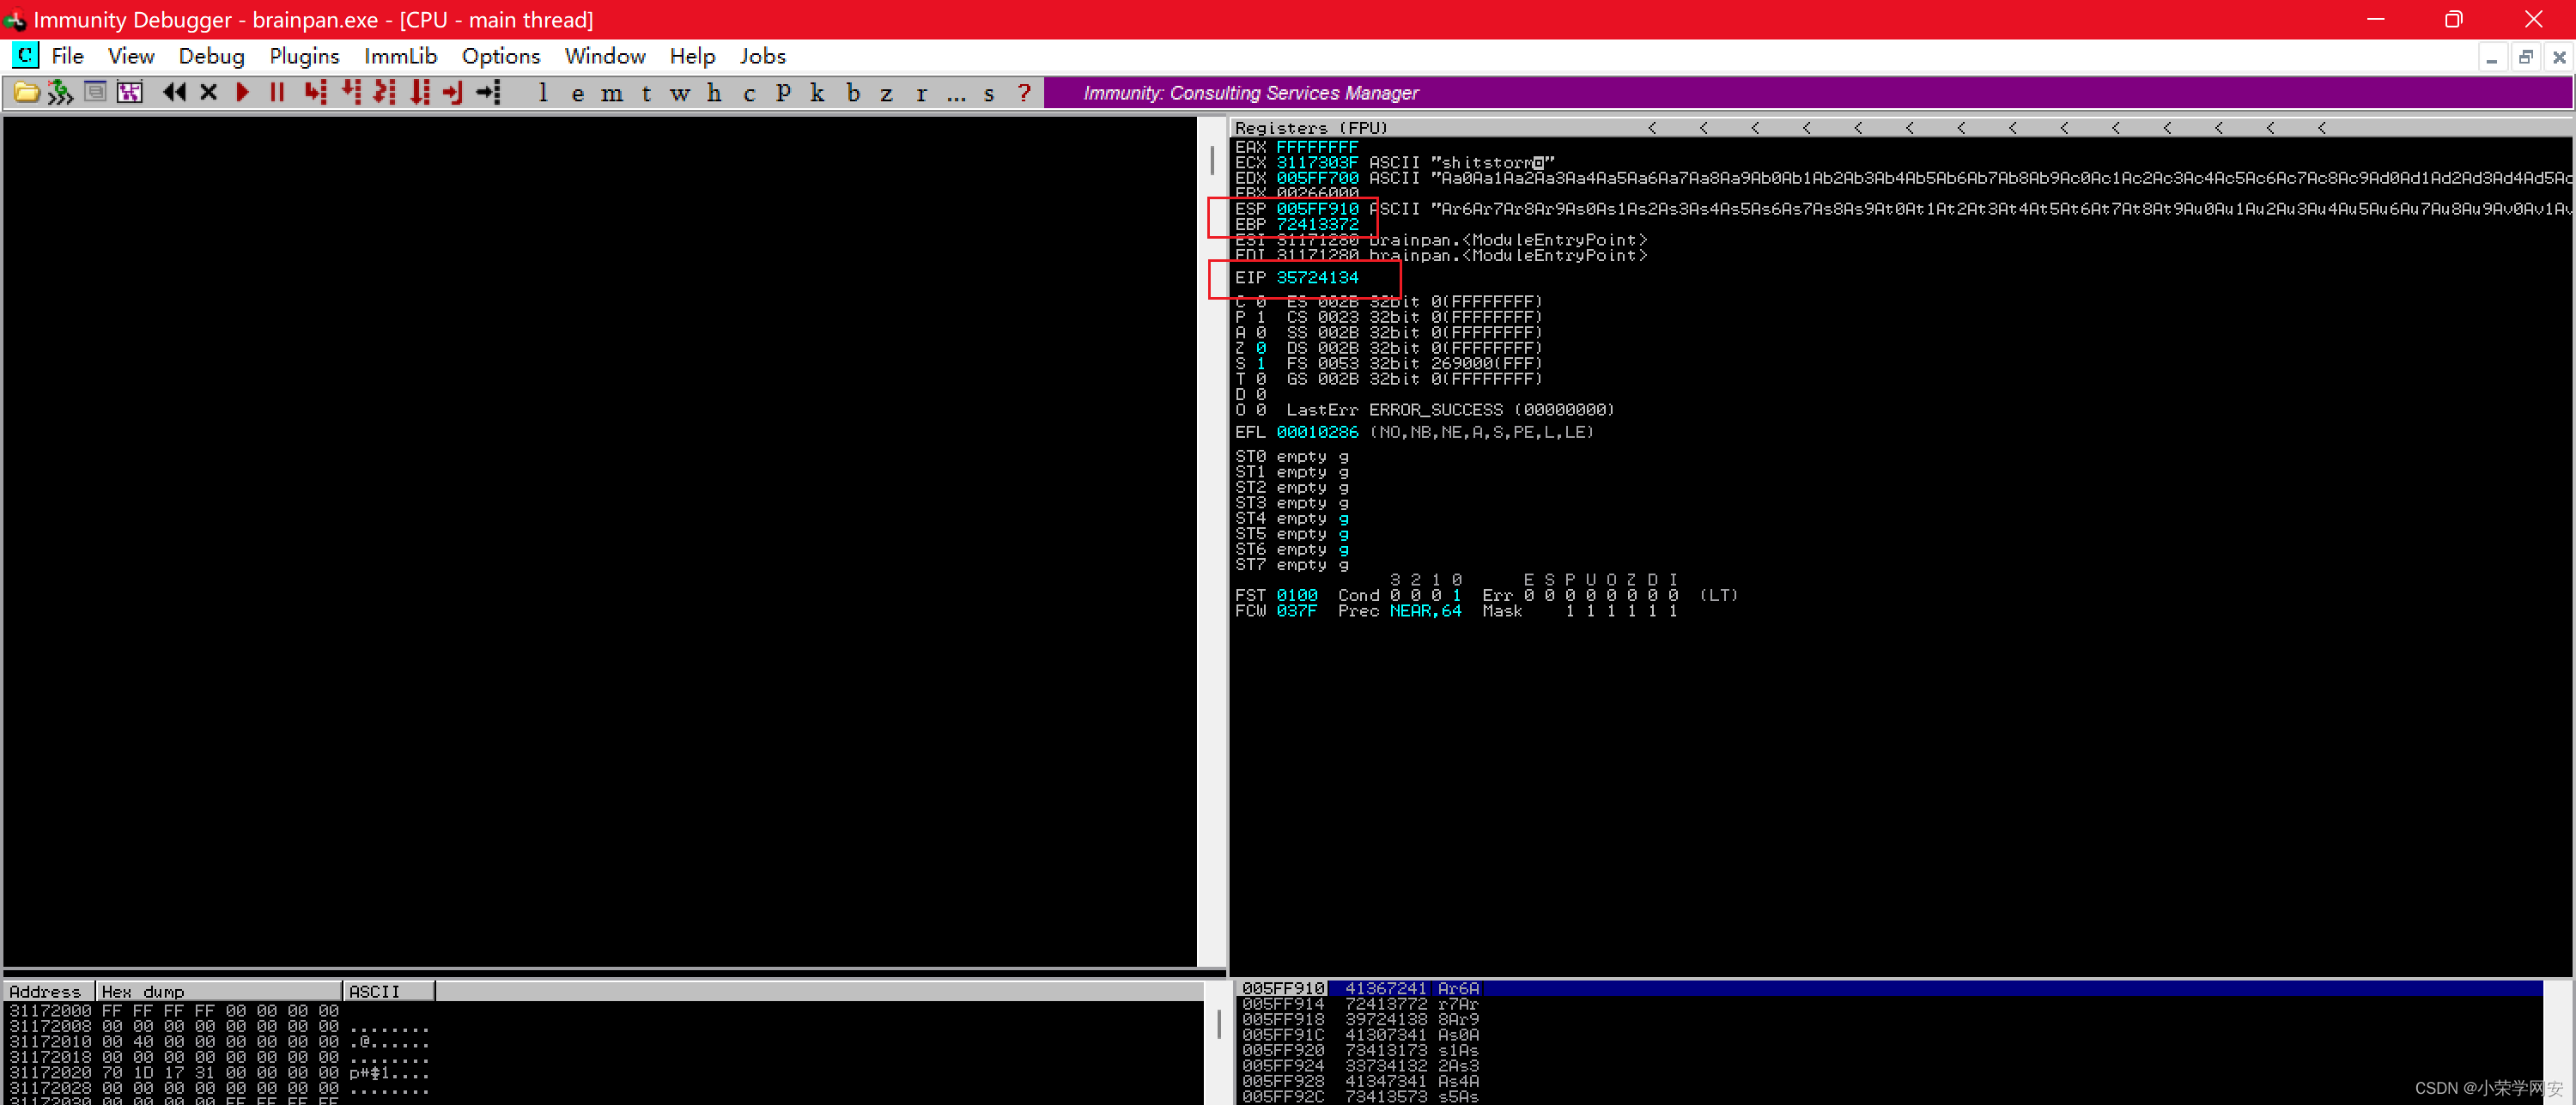 Immunity Debugger - brainpan.exe - [CPU - main thread]
C File View Debug Plugins ImmLib Options Window Help Jobs
l e m t w h c P k b z r ... s ? Immunity: Consulting Services Manager
Registers (FPU) < < < < < < < < < < < < < <
EAX FFFFFFFF
ECX 3117303F ASCII "shitstorm
EDX 005FF700 ASCII "Aa0Aa1Aa2Aa3Aa4Aa5Aa6Aa7Aa8Aa9Ab0Ab1Ab2Ab3Ab4Ab5Ab6Ab7Ab8Ab9Ac0Ac1Ac2Ac3Ac4Ac5Ac6Ac7Ac8Ac9Ad0Ad1Ad2Ad3Ad4Ad5Ad
EBX 00266000
ESP 005FF910 ASCII "Ar6Ar7Ar8Ar9As0As1As2As3As4As5As6As7As8As9At0At1At2At3At4At5At6At7At8At9Au0Au1Au2Au3Au4Au5Au6Au7Au8Au9Av0Av1Av
EBP 72413372
ESI 31171280 brainpan.<ModuleEntryPoint>
EDI 31171280 brainpan.<ModuleEntryPoint>
EIP 35724134
C 0 ES 002B 32bit 0(FFFFFFFF)
P 1 CS 0023 32bit 0(FFFFFFFF)
A 0 SS 002B 32bit 0(FFFFFFFF)
Z 0 DS 002B 32bit 0(FFFFFFFF)
S 1 FS 0053 32bit 269000(FFF)
T 0 GS 002B 32bit 0(FFFFFFFF)
D 0
O 0 LastErr ERROR_SUCCESS (00000000)
EFL 00010286 (NO,NB,NE,A,S,PE,L,LE)
ST0 empty g
ST1 empty g
ST2 empty g
ST3 empty g
ST4 empty g
ST5 empty g
ST6 empty g
ST7 empty g
3 2 1 0 E S P U O Z D I
FST 0100 Cond 0 0 0 1 Err 0 0 0 0 0 0 0 0 (LT)
FCW 037F Prec NEAR,64 Mask 1 1 1 1 1 1
Address Hex dump ASCII
31172000 FF FF FF FF 00 00 00 00
31172008 00 00 00 00 00 00 00 00 ........
31172010 00 40 00 00 00 00 00 00 .@......
31172018 00 00 00 00 00 00 00 00 ........
31172020 70 1D 17 31 00 00 00 00
31172028 00 00 00 00 00 00 00 00 ........
31172030 00 00 00 00 FF FF FF FF
005FF910 41367241 Ar6A
005FF914 72413772 r7Ar
005FF918 39724138 8Ar9
005FF91C 41307341 As0A
005FF920 73413173 s1As
005FF924 33734132 2As3
005FF928 41347341 As4A
005FF92C 73413573 s5As
CSDN @小荣学网安